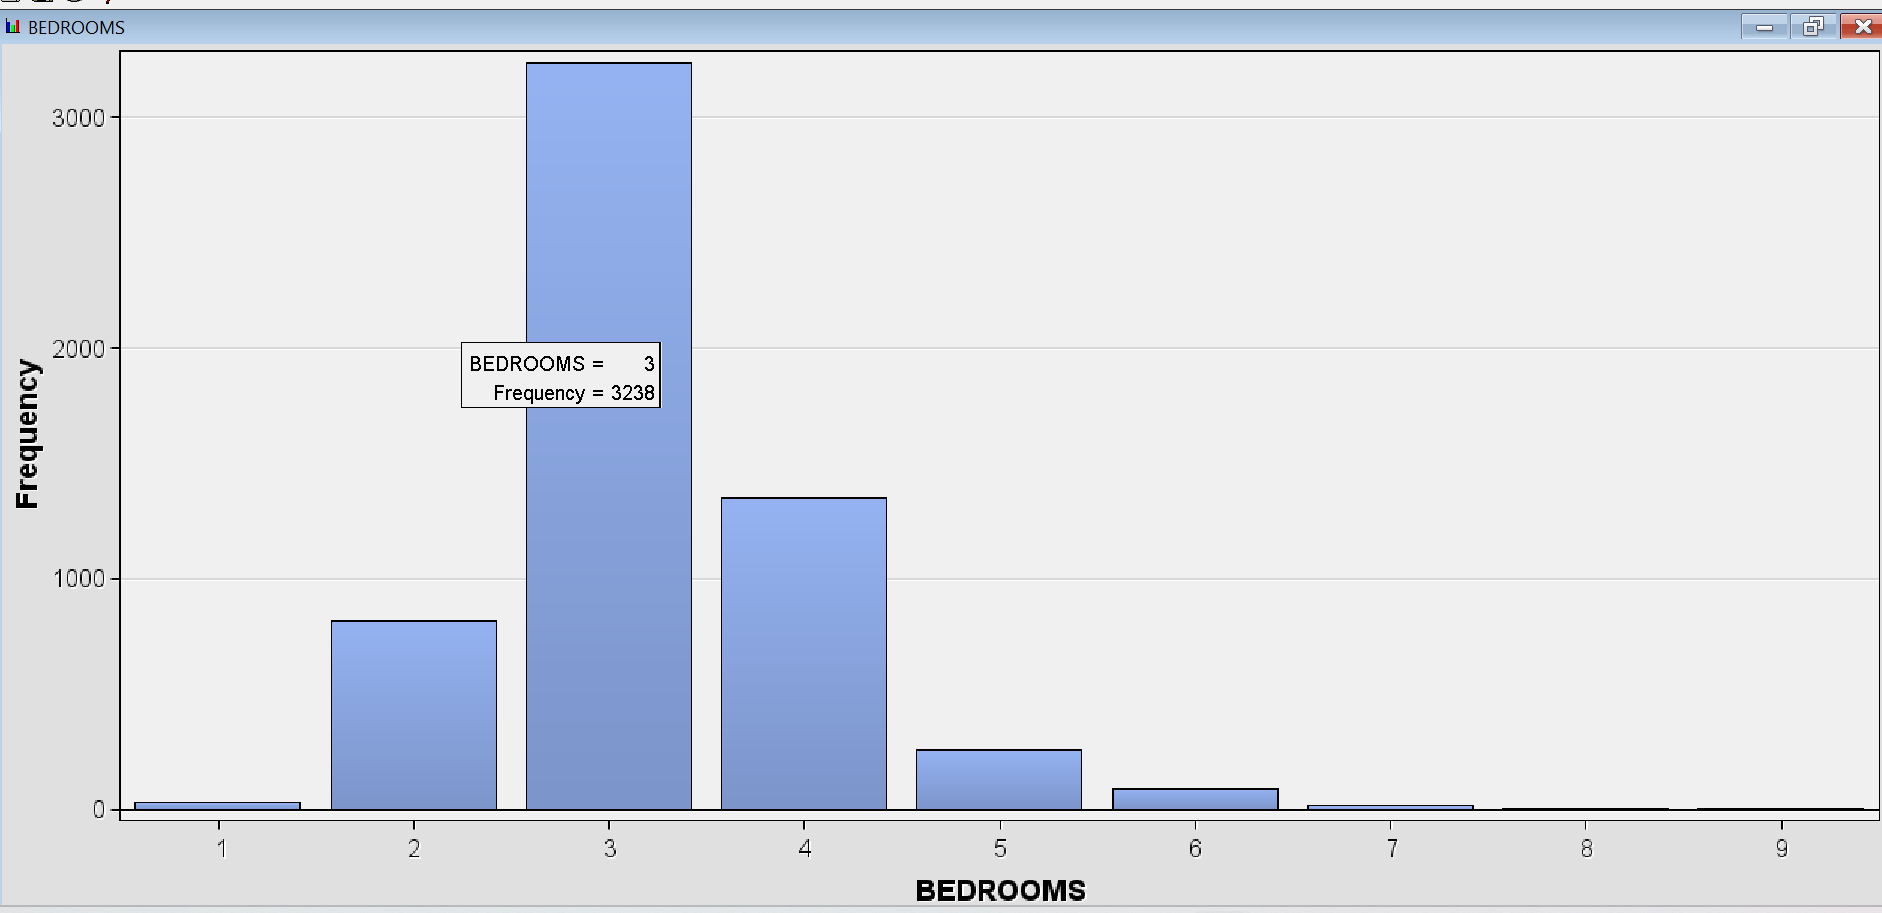 BEDROOMS
3000
2000
1000
0
Frequency
BEDROOMS = 3
Frequency = 3238
1 2 3 4 5 6 7 8 9
BEDROOMS